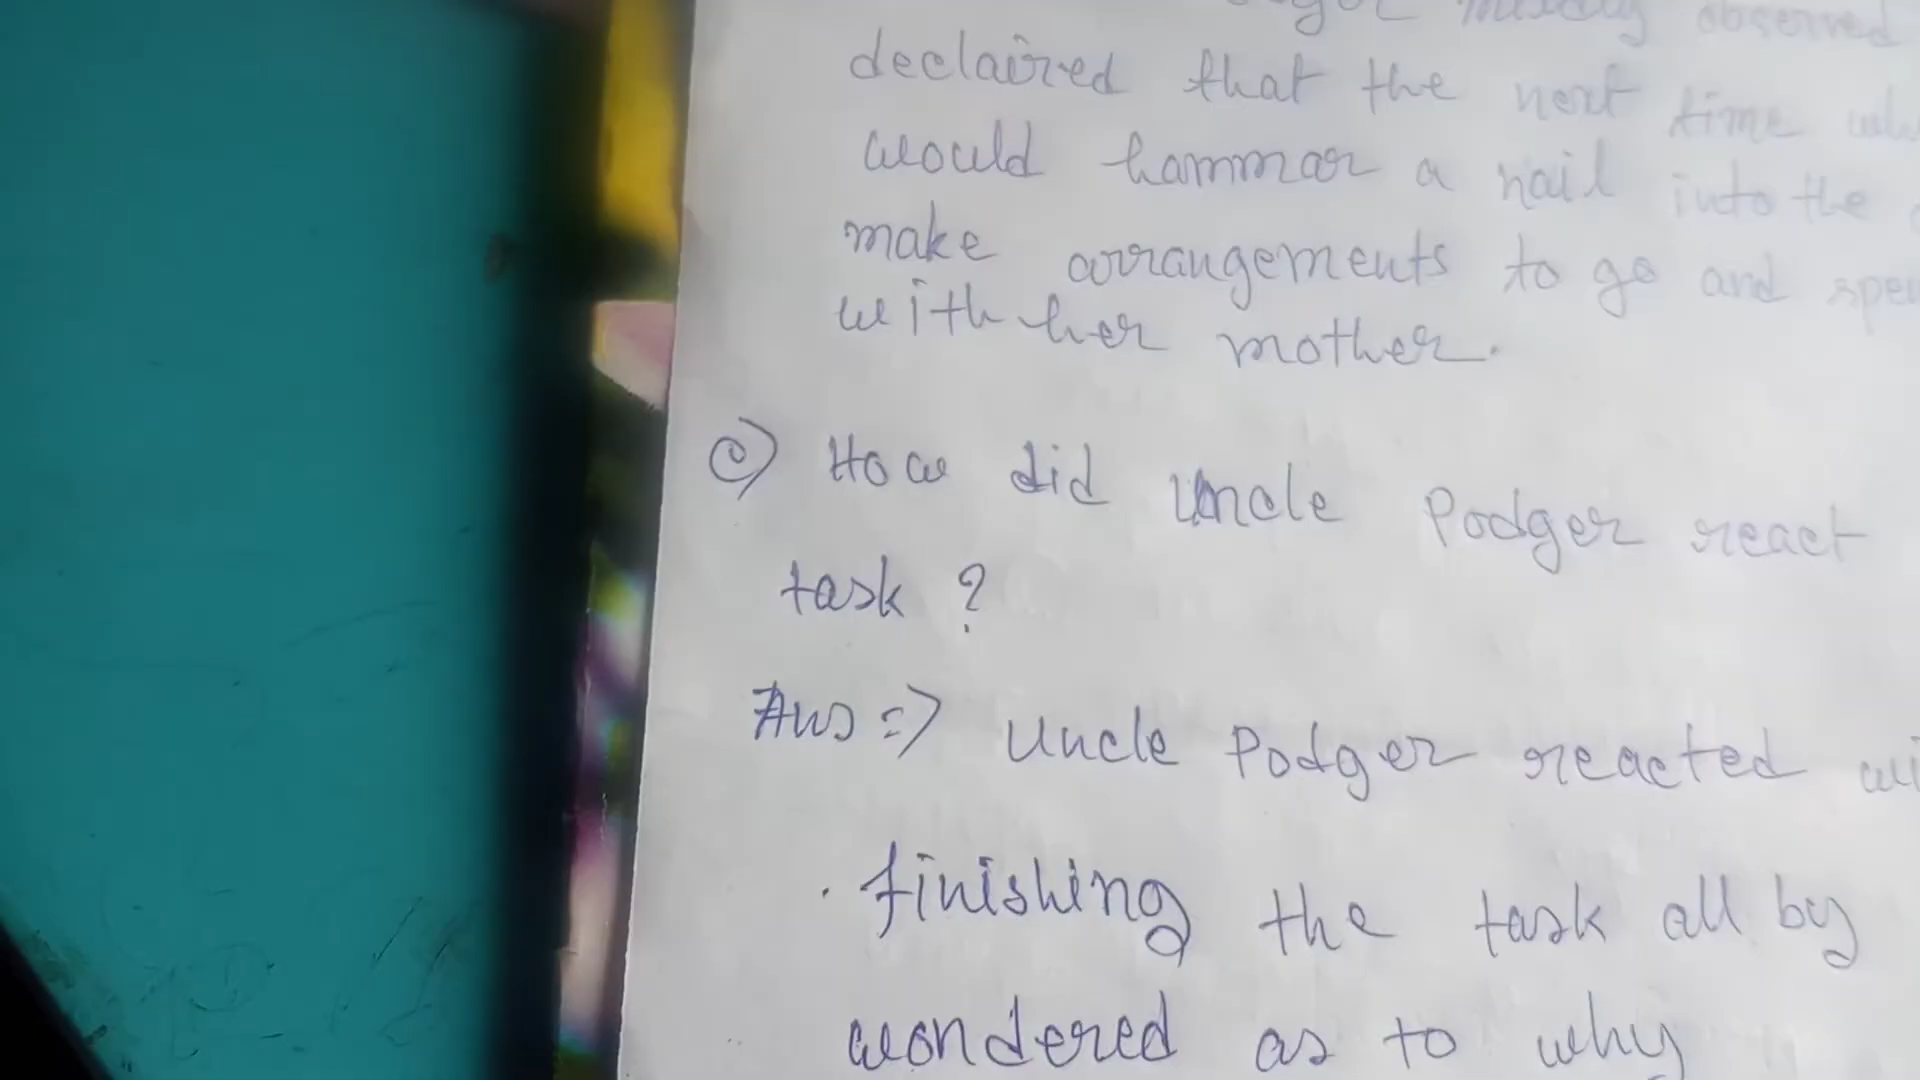 observed
declaired that the next time
would hammar a nail into the
make arrangements to go and
with her mother.
c) How did Uncle Podger react
task ?
Ans => Uncle Podger reacted
finishing the task all by
wondered as to why